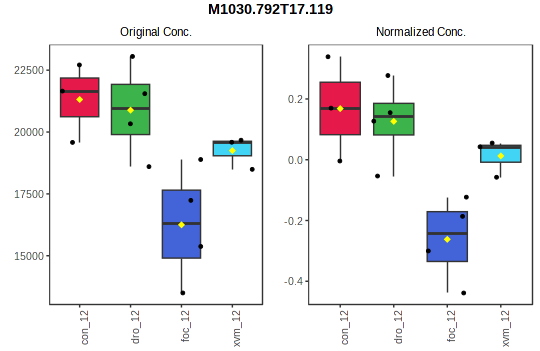 M1030.792T17.119
Original Conc.
Normalized Conc.
22500
20000
17500
15000
0.2
0.0
-0.2
-0.4
con_12
dro_12
foc_12
xvm_12
con_12
dro_12
foc_12
xvm_12